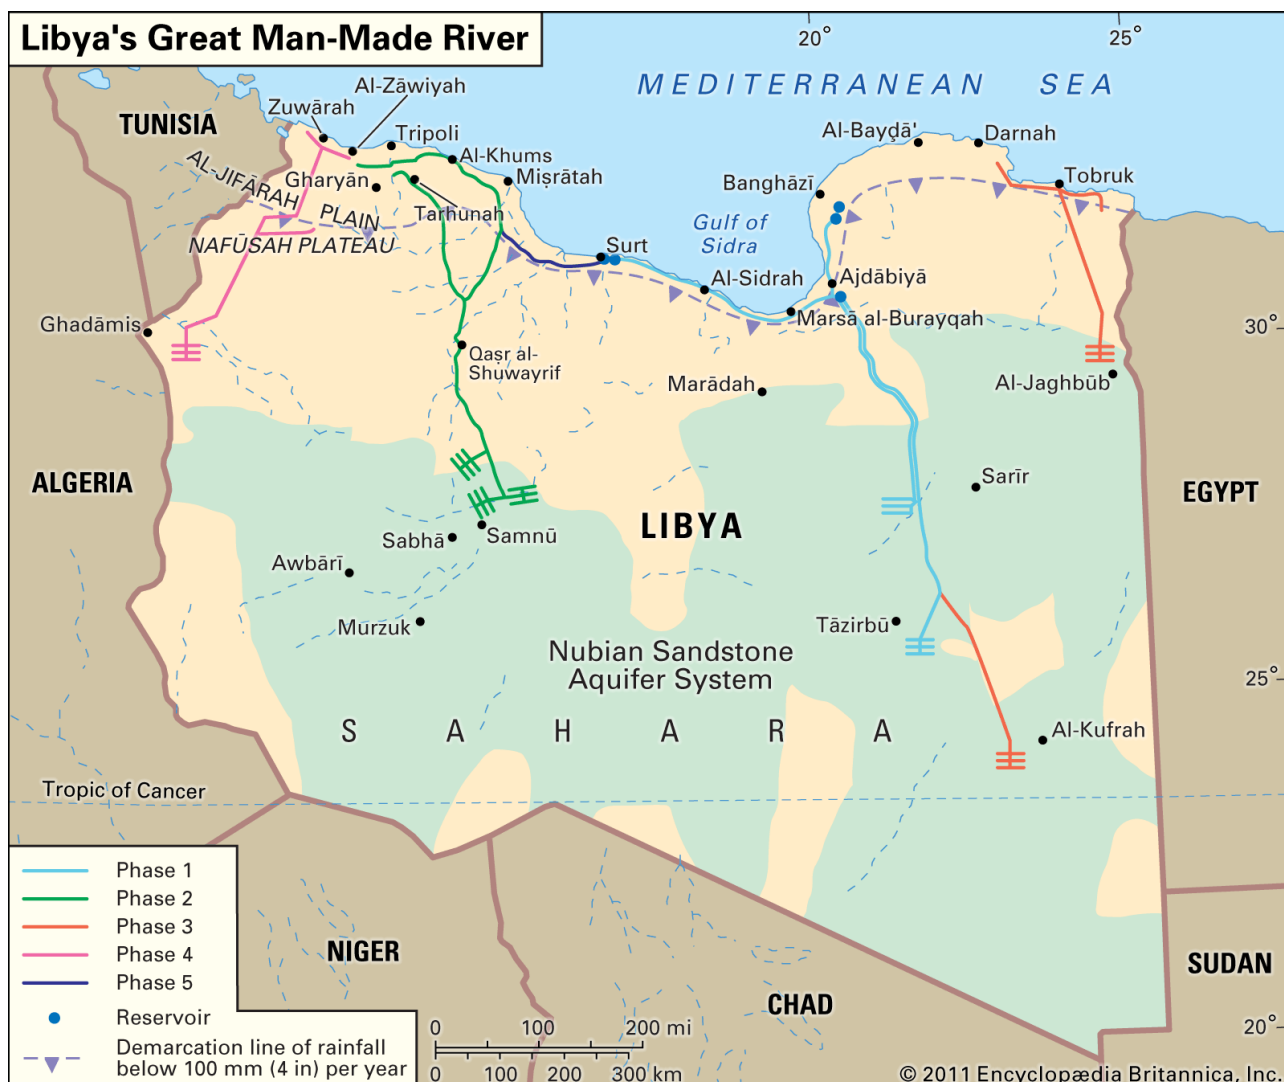 Libya's Great Man-Made River
20°
25°
MEDITERRANEAN SEA
Al-Zāwiyah
Zuwārah
TUNISIA
Tripoli
Al-Bayḍā'
Darnah
Al-Khums
AL-JIFĀRAH PLAIN
Gharyān
Miṣrātah
Banghāzī
Tobruk
Tarhunah
Gulf of
Sidra
NAFŪSAH PLATEAU
Surt
Al-Sidrah
Ajdābiyā
Ghadāmis
Marsā al-Burayqah
30°
Qaṣr al-
Shuwayrif
Marādah
Al-Jaghbūb
ALGERIA
Sarīr
EGYPT
LIBYA
Samnū
Sabhā
Awbārī
Murzuk
Tāzirbū
Nubian Sandstone
Aquifer System
25°
SAHARA
Al-Kufrah
Tropic of Cancer
Phase 1
Phase 2
Phase 3
Phase 4
Phase 5
Reservoir
Demarcation line of rainfall
below 100 mm (4 in) per year
NIGER
CHAD
SUDAN
20°
0 100 200 mi
0 100 200 300 km
© 2011 Encyclopædia Britannica, Inc.